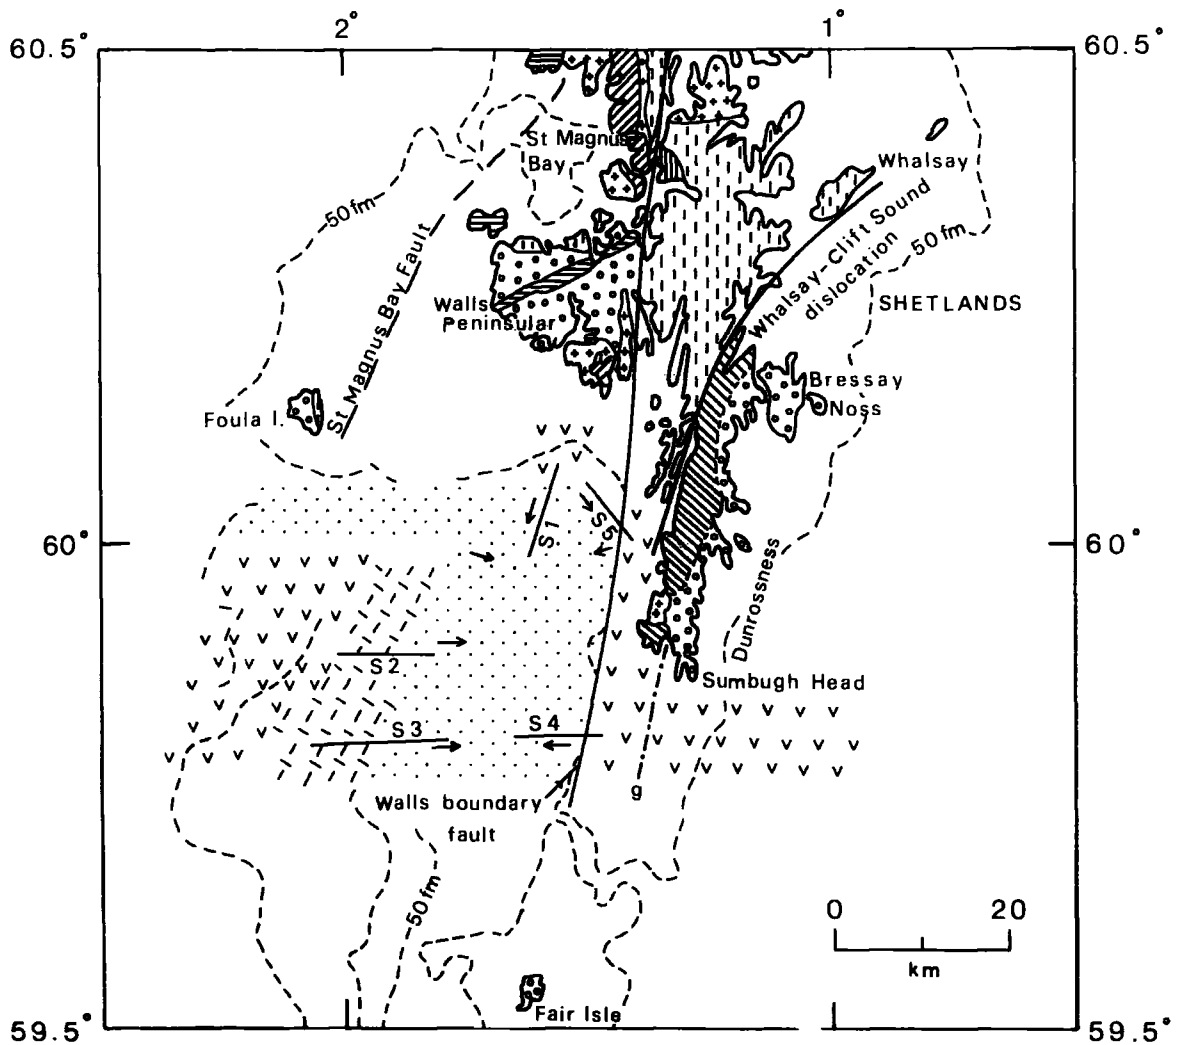 2°
1°
60.5°
60.5°
St Magnus
Bay
Whalsay
50fm
Whalsay-Clift Sound
dislocation
50fm
St Magnus Bay Fault
Walls
Peninsular
SHETLANDS
Bressay
Noss
Foula I.
S1
S5
60°
60°
Dunrossness
S2
Sumbugh Head
S3
S4
g
Walls boundary
fault
50fm
0
20
km
Fair Isle
59.5°
59.5°